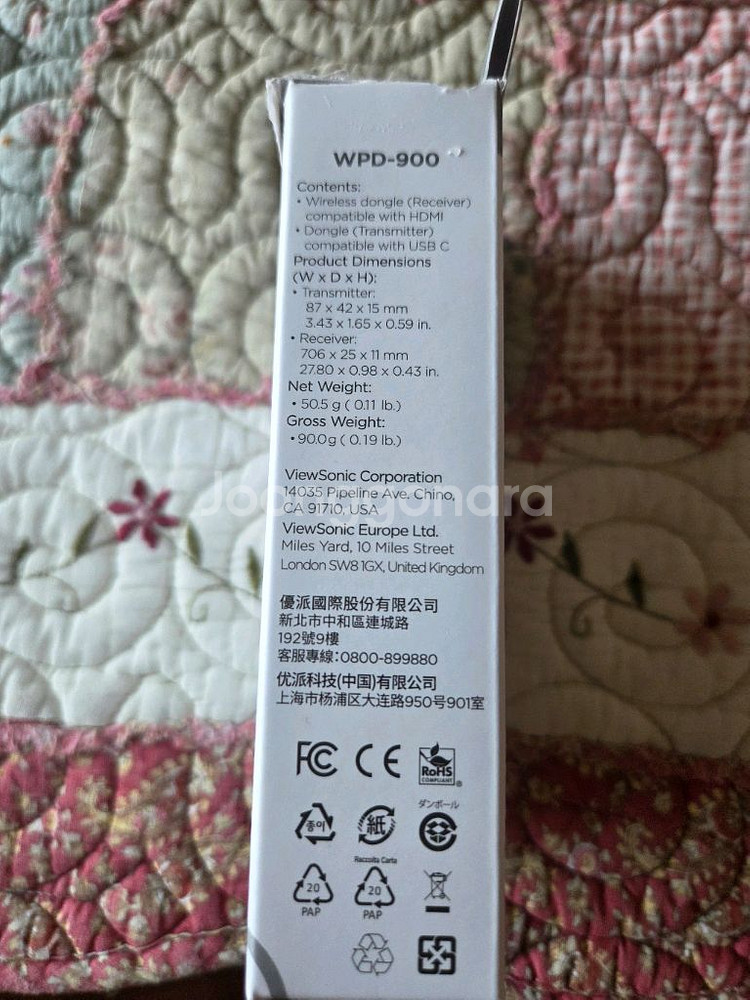 WPD-900
Contents:
• Wireless dongle (Receiver)
compatible with HDMI
• Dongle (Transmitter)
compatible with USB C
Product Dimensions
(W x D x H):
• Transmitter:
87 x 42 x 15 mm
3.43 x 1.65 x 0.59 in.
• Receiver:
706 x 25 x 11 mm
27.80 x 0.98 x 0.43 in.
Net Weight:
• 50.5 g ( 0.11 lb.)
Gross Weight:
• 90.0g ( 0.19 lb.)
ViewSonic Corporation
14035 Pipeline Ave. Chino,
CA 91710, USA
Joonggonara
ViewSonic Europe Ltd.
Miles Yard, 10 Miles Street
London SW8 1GX, United Kingdom
優派國際股份有限公司
新北市中和區連城路
192號9樓
客服專線:0800-899880
优派科技(中国)有限公司
上海市杨浦区大连路950号901室
FC CE RoHS
COMPLIANT
ダンボール
종이 紙
Raccolta Carta
20 20
PAP PAP